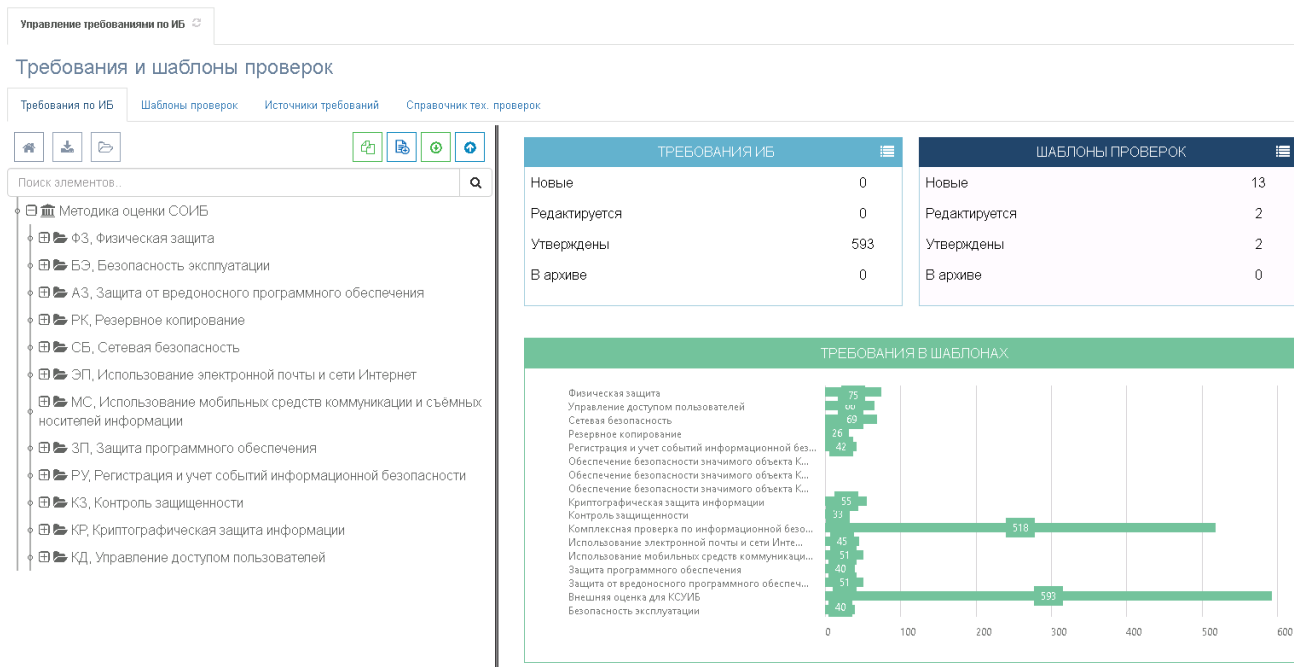 Управление требованиями по ИБ
Требования и шаблоны проверок
Требования по ИБ
Шаблоны проверок
Источники требований
Справочник тех. проверок
Поиск элементов..
Методика оценки СОИБ
ФЗ, Физическая защита
БЭ, Безопасность эксплуатации
АЗ, Защита от вредоносного программного обеспечения
РК, Резервное копирование
СБ, Сетевая безопасность
ЭП, Использование электронной почты и сети Интернет
МС, Использование мобильных средств коммуникации и съёмных
носителей информации
ЗП, Защита программного обеспечения
РУ, Регистрация и учет событий информационной безопасности
КЗ, Контроль защищенности
КР, Криптографическая защита информации
КД, Управление доступом пользователей
ТРЕБОВАНИЯ ИБ
Новые 0
Редактируется 0
Утверждены 593
В архиве 0
ШАБЛОНЫ ПРОВЕРОК
Новые 13
Редактируется 2
Утверждены 2
В архиве 0
ТРЕБОВАНИЯ В ШАБЛОНАХ
Физическая защита 75
Управление доступом пользователей
Сетевая безопасность 69
Резервное копирование 26
Регистрация и учет событий информационной без... 42
Обеспечение безопасности значимого объекта К...
Обеспечение безопасности значимого объекта К...
Обеспечение безопасности значимого объекта К...
Криптографическая защита информации 55
Контроль защищенности 33
Комплексная проверка по информационной безо... 518
Использование электронной почты и сети Инте... 45
Использование мобильных средств коммуникаци... 51
Защита программного обеспечения 40
Защита от вредоносного программного обеспеч... 51
Внешняя оценка для КСУИБ 593
Безопасность эксплуатации 40
0 100 200 300 400 500 600